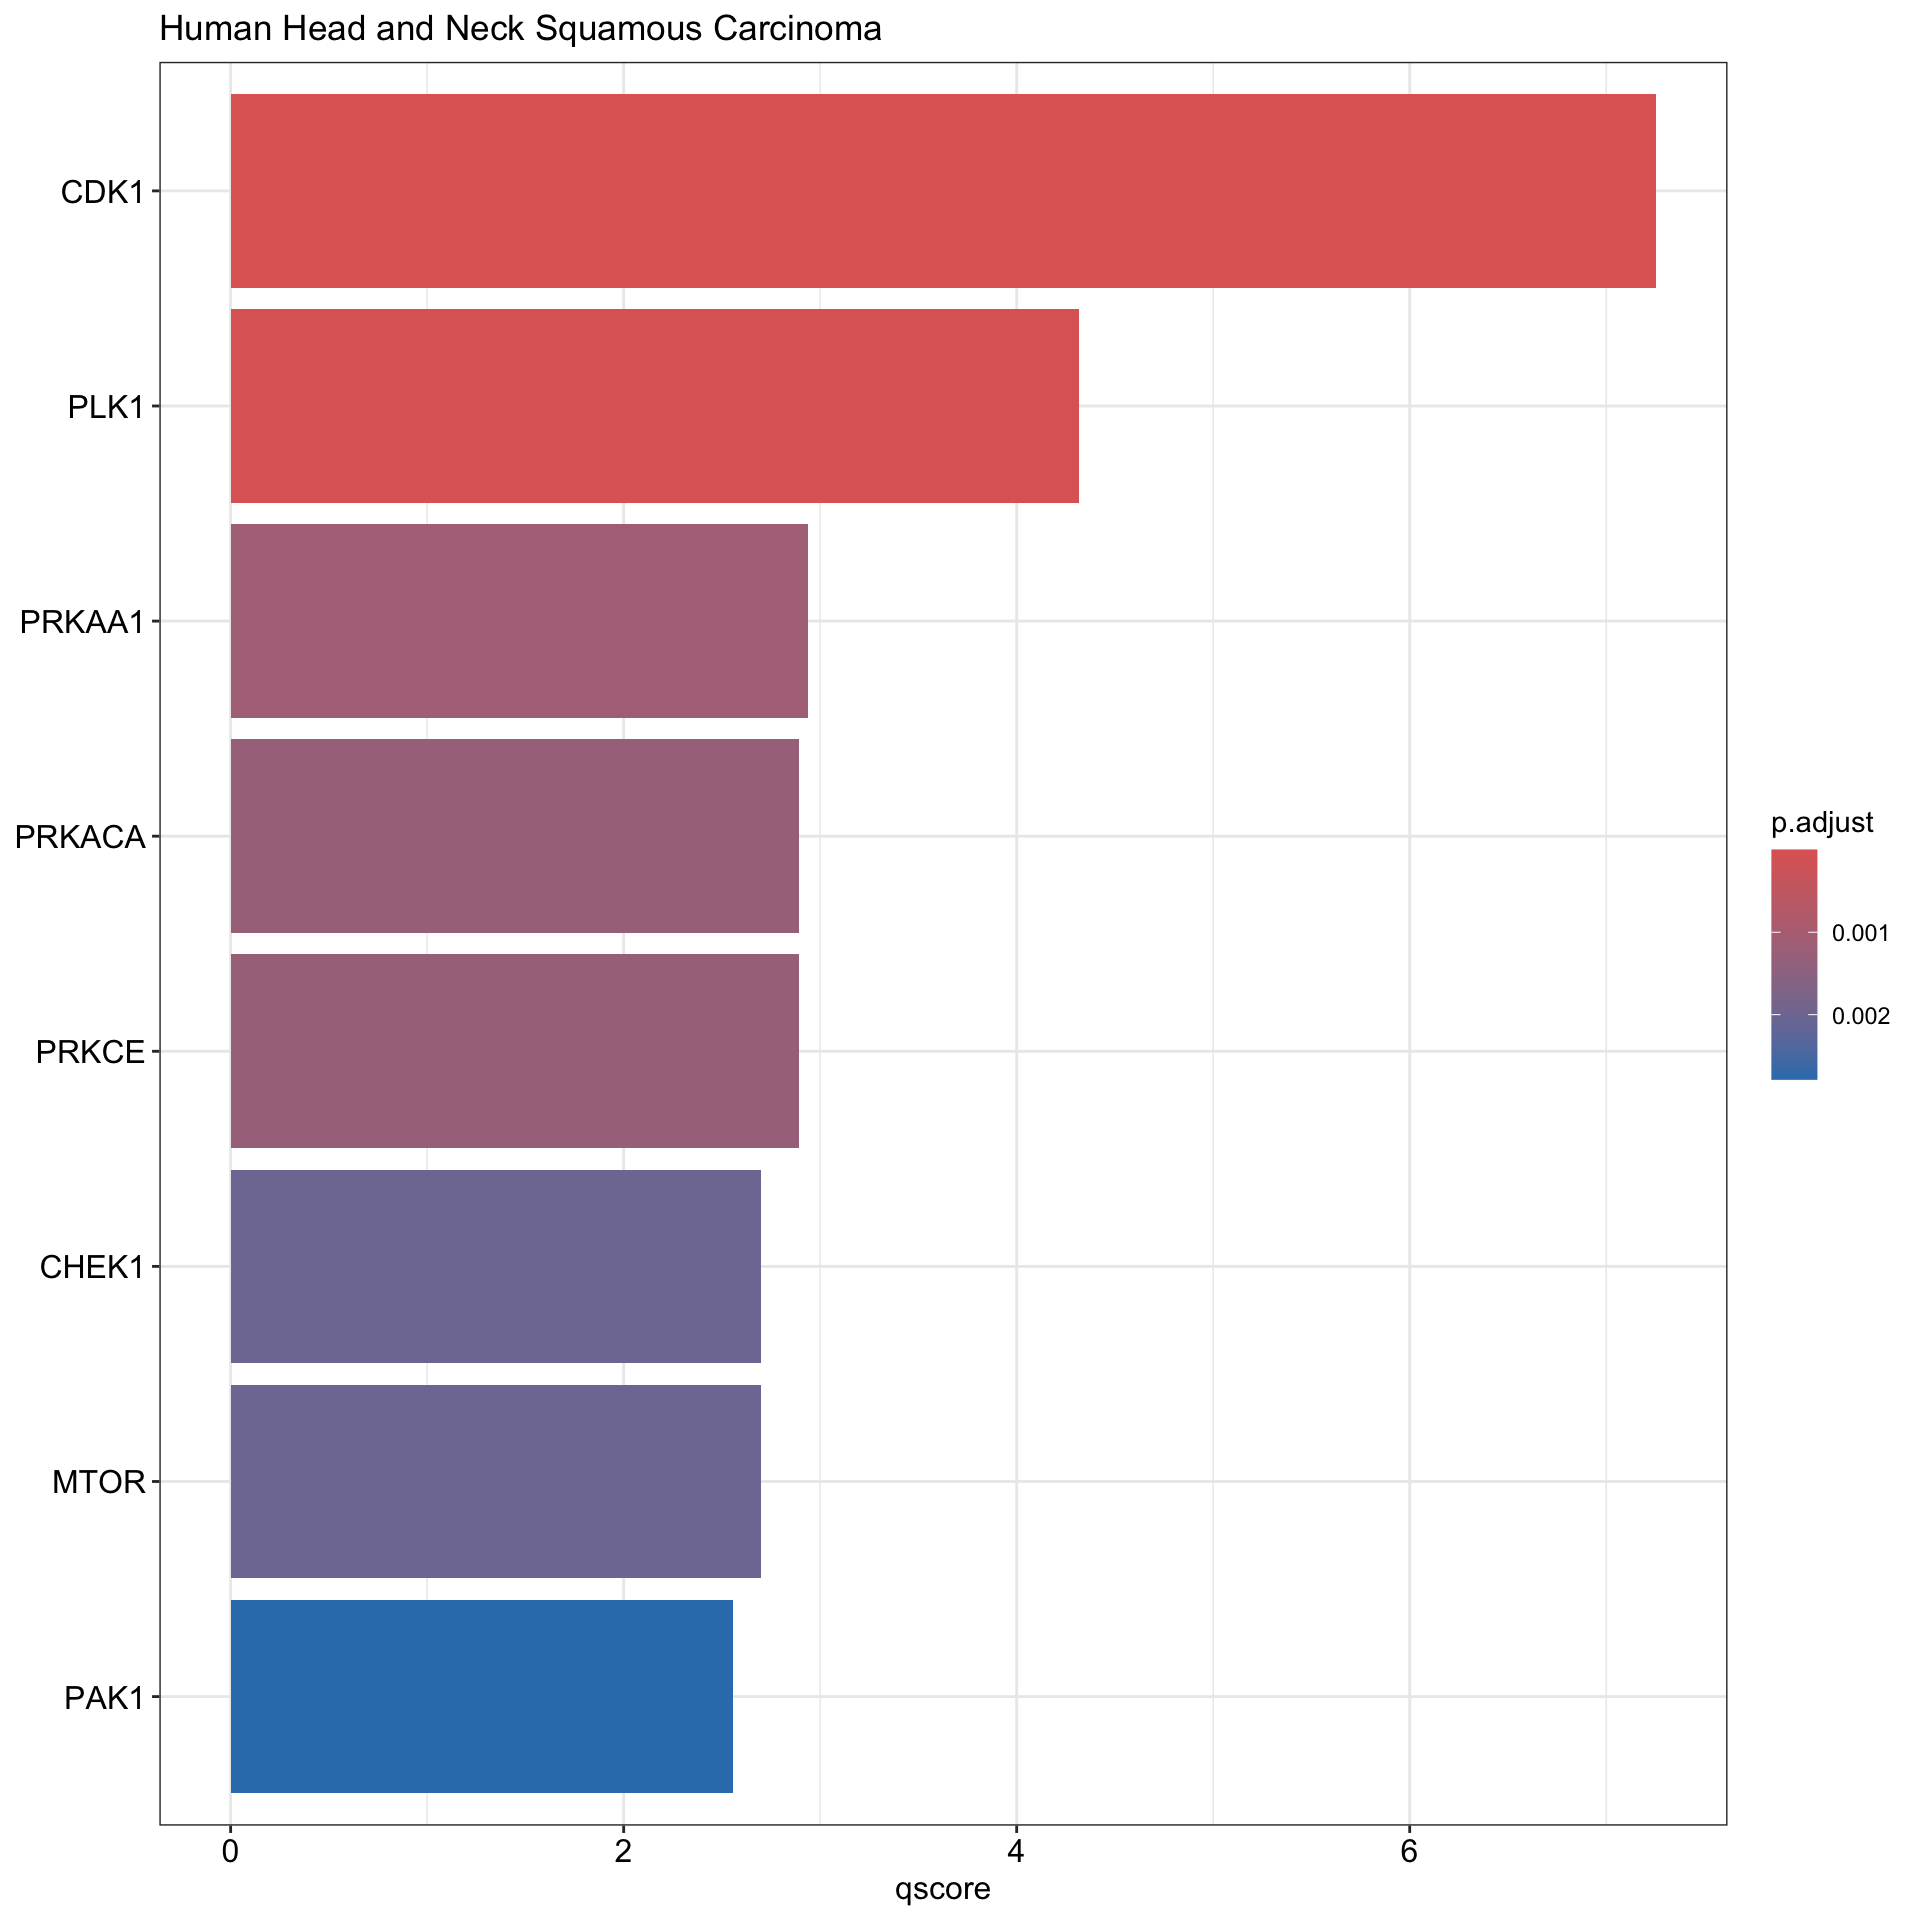 Human Head and Neck Squamous Carcinoma
CDK1
PLK1
PRKAA1
PRKACA
PRKCE
CHEK1
MTOR
PAK1
0 2 4 6
qscore
p.adjust
0.001
0.002